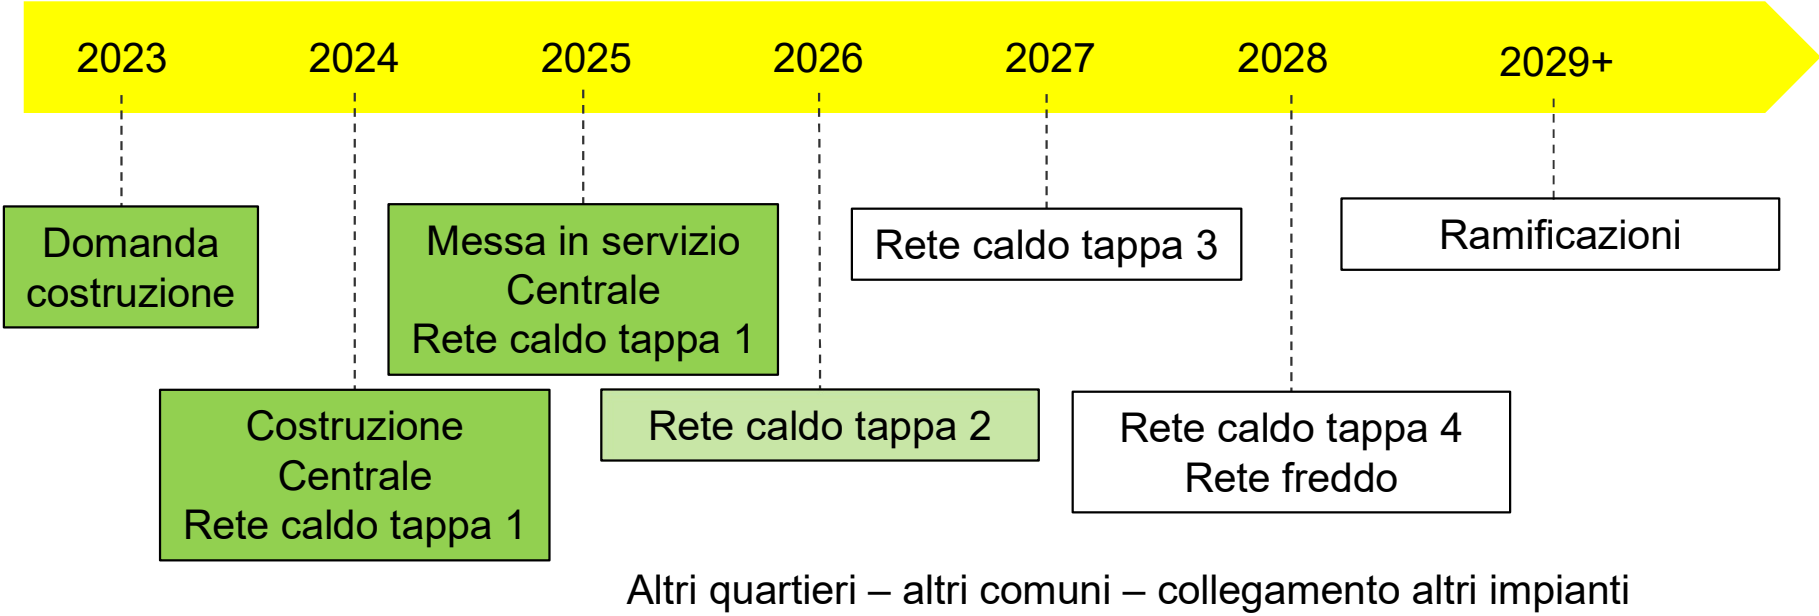 2023
2024
2025
2026
2027
2028
2029+
Domanda
costruzione
Costruzione
Centrale
Rete caldo tappa 1
Messa in servizio
Centrale
Rete caldo tappa 1
Rete caldo tappa 2
Rete caldo tappa 3
Rete caldo tappa 4
Rete freddo
Ramificazioni
Altri quartieri – altri comuni – collegamento altri impianti